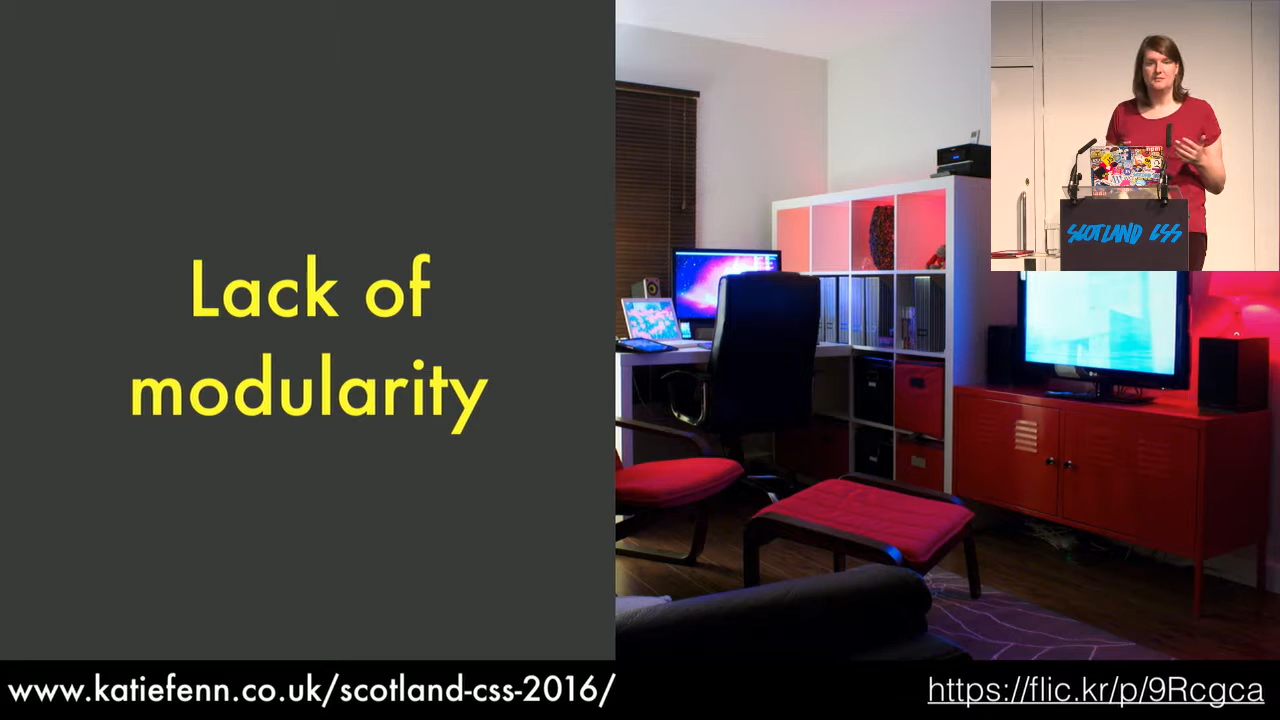 Lack of
modularity
SCOTLAND CSS
www.katiefenn.co.uk/scotland-css-2016/
https://flic.kr/p/9Rcgca